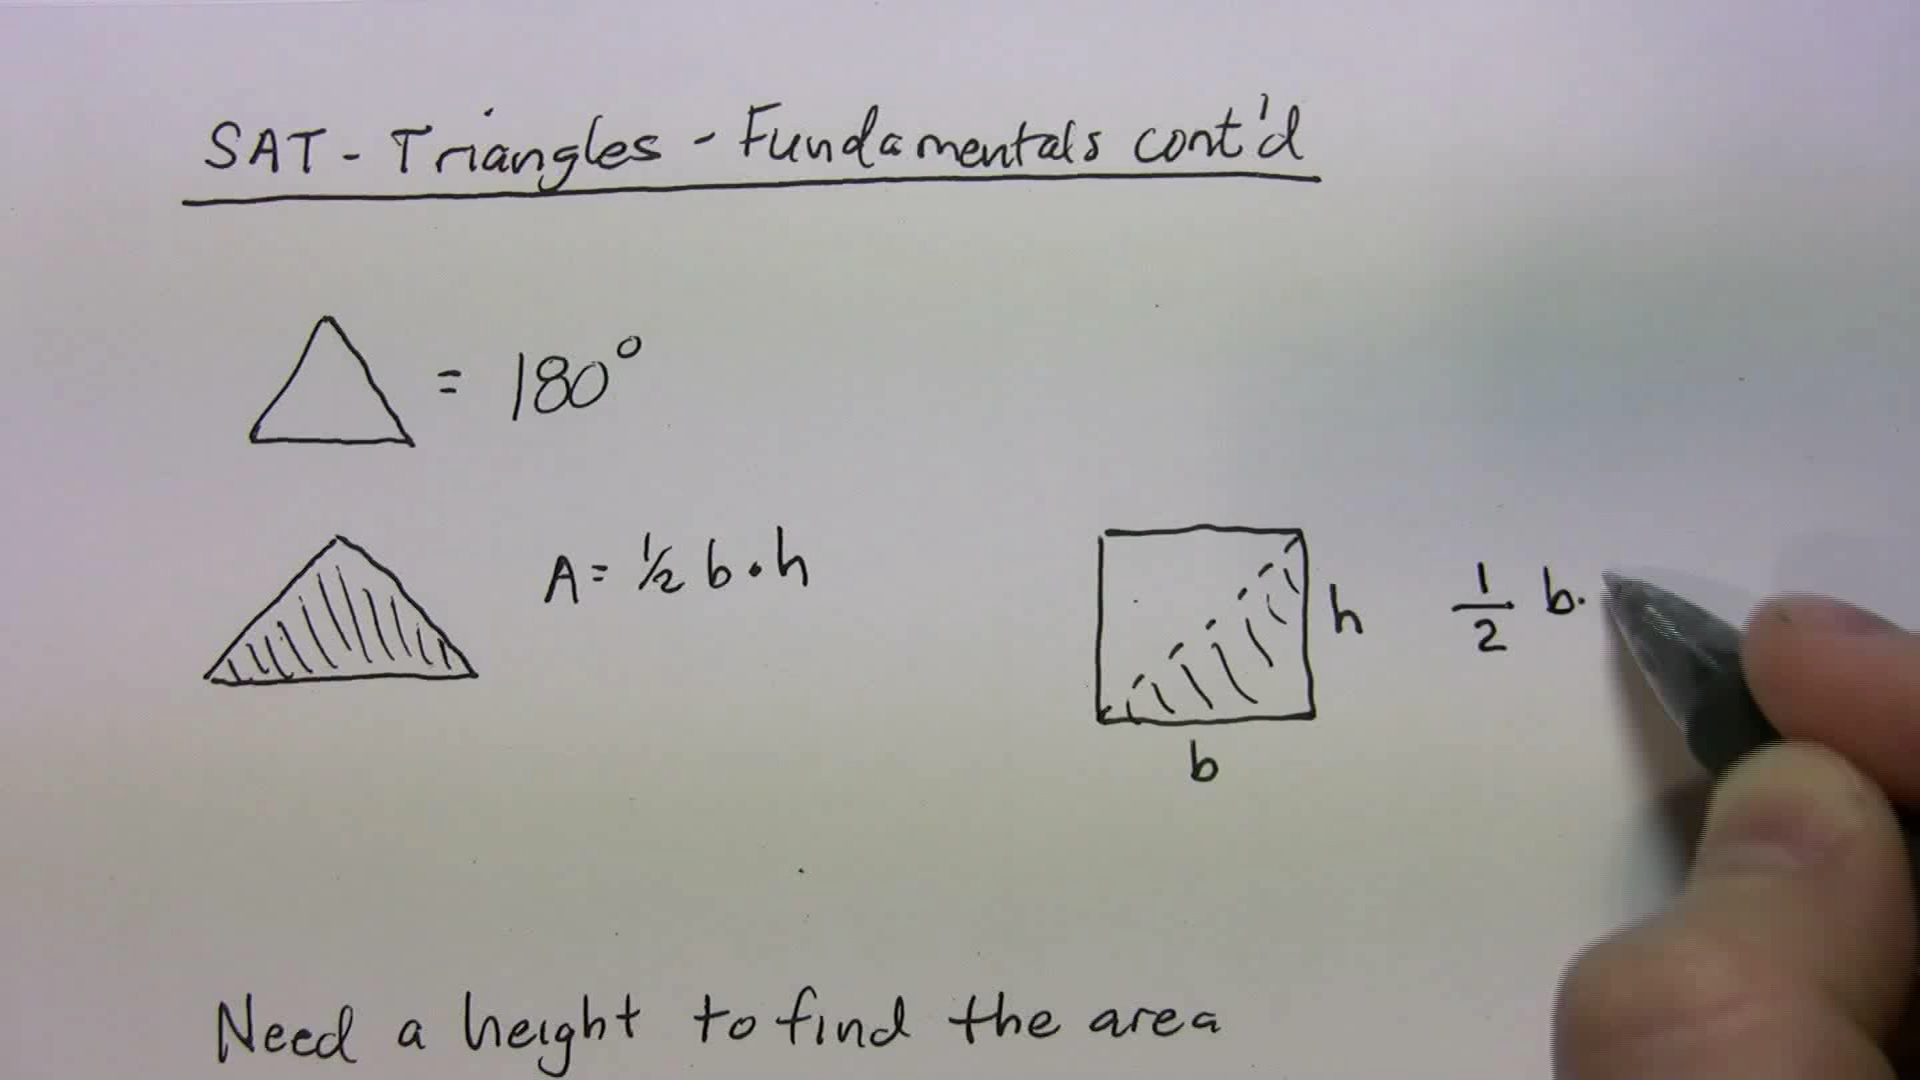 SAT - Triangles - Fundamentals cont'd
= 180°
A = ½ b · h
h
1/2 b.
b
Need a height to find the area